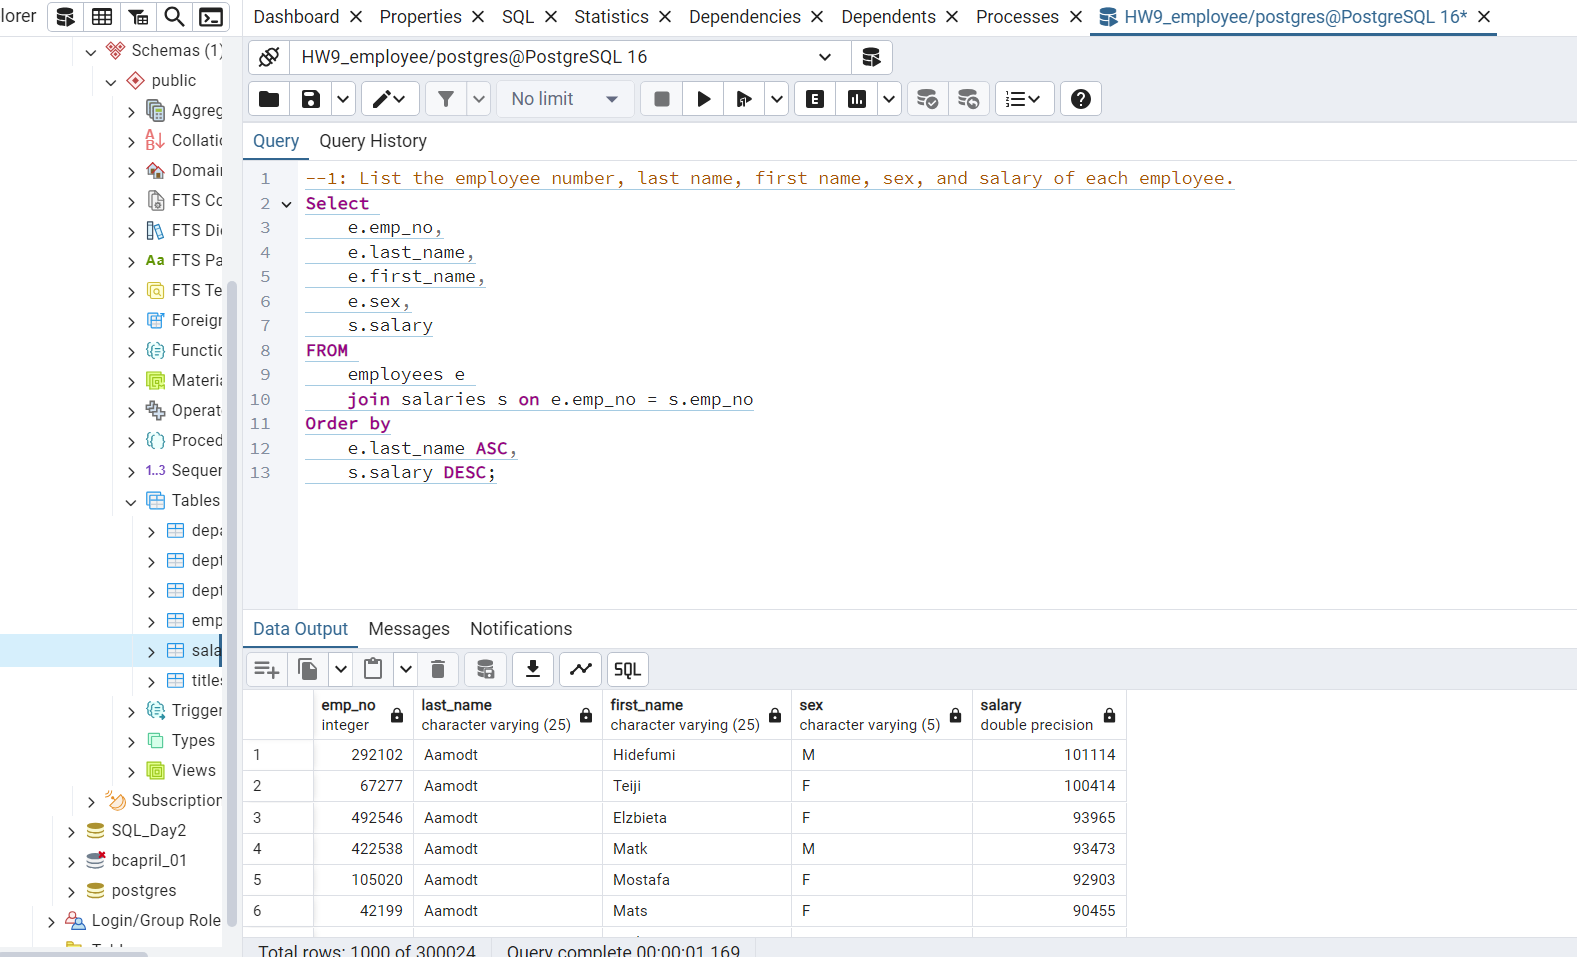 lorer
Dashboard Properties SQL Statistics Dependencies Dependents Processes HW9_employee/postgres@PostgreSQL 16*
HW9_employee/postgres@PostgreSQL 16
No limit
E
Query Query History
1 --1: List the employee number, last name, first name, sex, and salary of each employee.
2 Select
3 e.emp_no,
4 e.last_name,
5 e.first_name,
6 e.sex,
7 s.salary
8 FROM
9 employees e
10 join salaries s on e.emp_no = s.emp_no
11 Order by
12 e.last_name ASC,
13 s.salary DESC;
Schemas (1)
public
Aggreg
Collatio
Domai
FTS Co
FTS Di
Aa FTS Pa
FTS Te
Foreign
Functio
Materia
Operat
Proced
1..3 Sequer
Tables
depa
dept
dept
emp
sala
titles
Trigger
Types
Views
Subscription
SQL_Day2
bcapril_01
postgres
Login/Group Role
Data Output Messages Notifications
SQL
emp_no last_name first_name sex salary
integer character varying (25) character varying (25) character varying (5) double precision
1 292102 Aamodt Hidefumi M 101114
2 67277 Aamodt Teiji F 100414
3 492546 Aamodt Elzbieta F 93965
4 422538 Aamodt Matk M 93473
5 105020 Aamodt Mostafa F 92903
6 42199 Aamodt Mats F 90455
Total rows: 1000 of 300024 Query complete 00:00:01.169